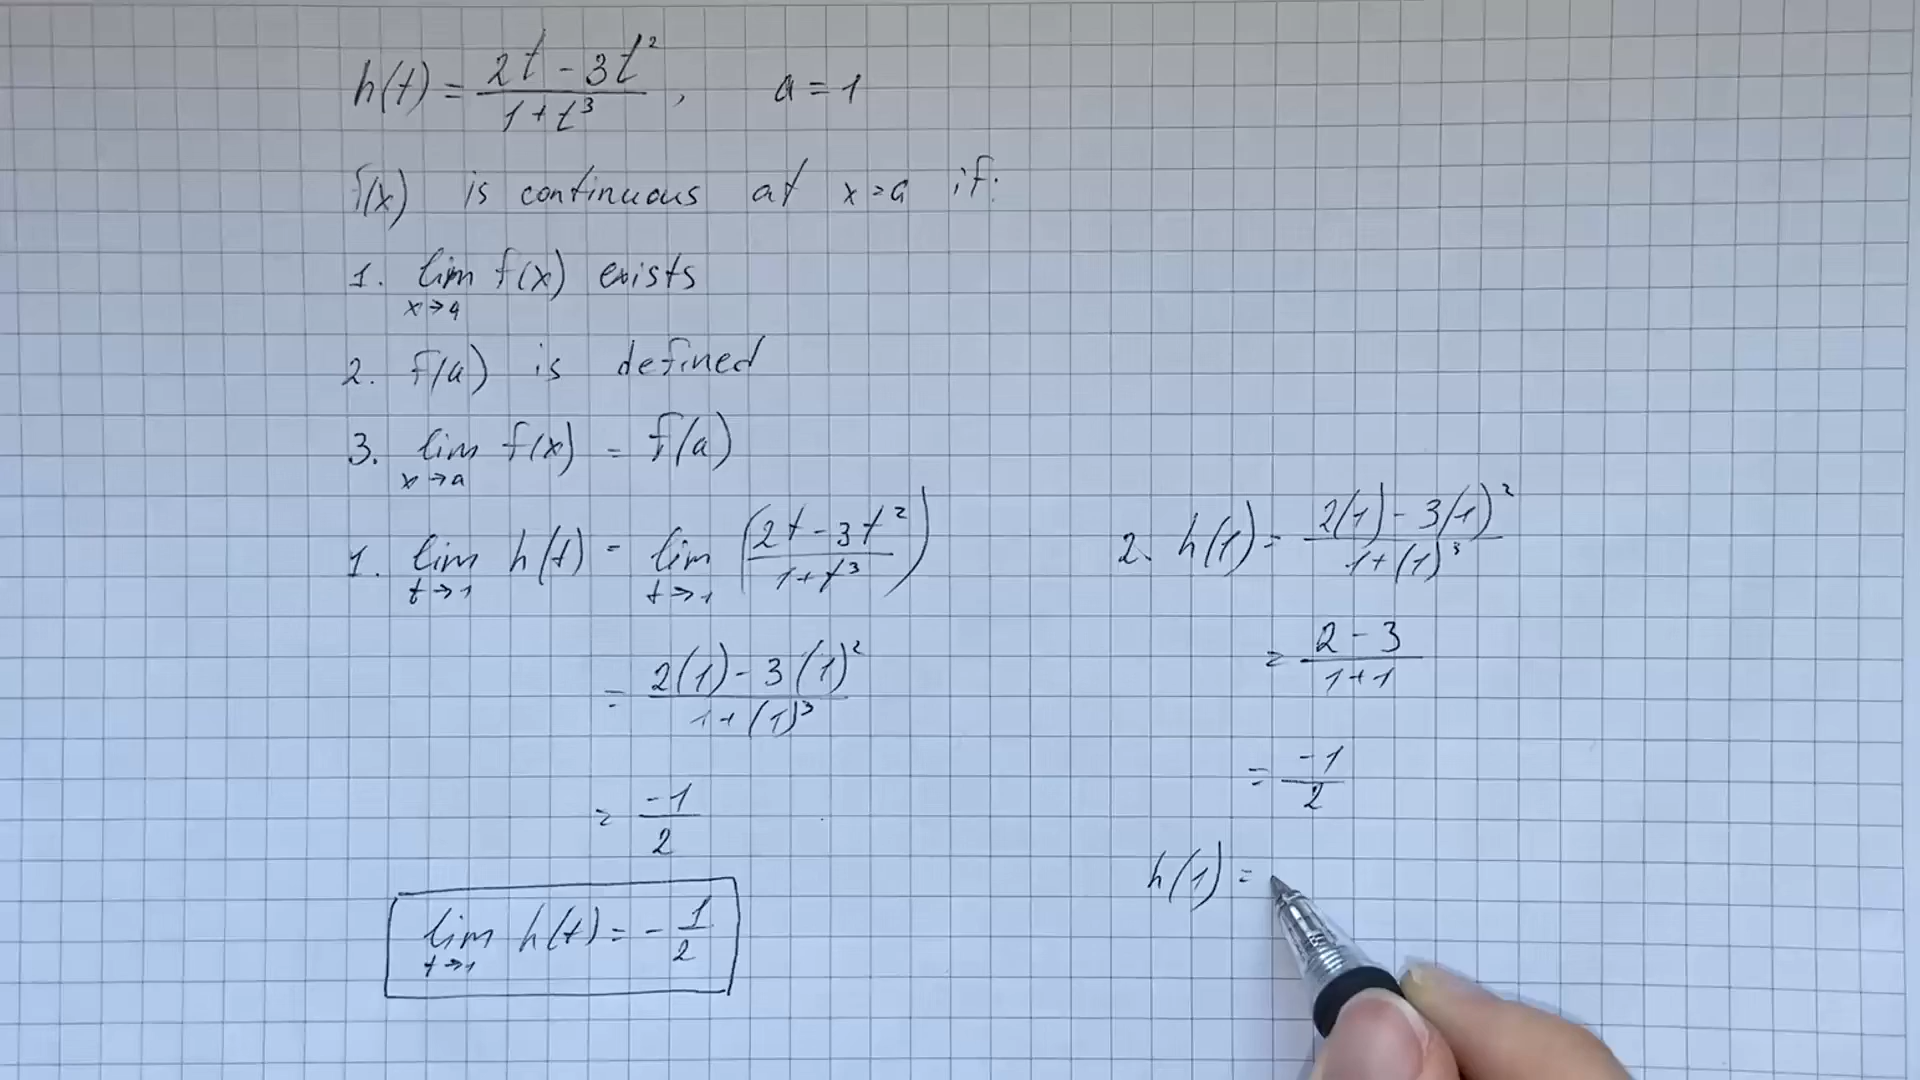 h(t) = (2t - 3t²)/(1 + t³), a = 1
f(x) is continuous at x = a if:
1. lim x→a f(x) exists
2. f(a) is defined
3. lim x→a f(x) = f(a)
1. lim t→1 h(t) = lim t→1 ((2t - 3t²)/(1 + t³))
= (2(1) - 3(1)²)/(1 + (1)³)
= -1/2
lim t→1 h(t) = -1/2
2. h(1) = (2(1) - 3(1)²)/(1 + (1)³)
= (2 - 3)/(1 + 1)
= -1/2
h(1) =